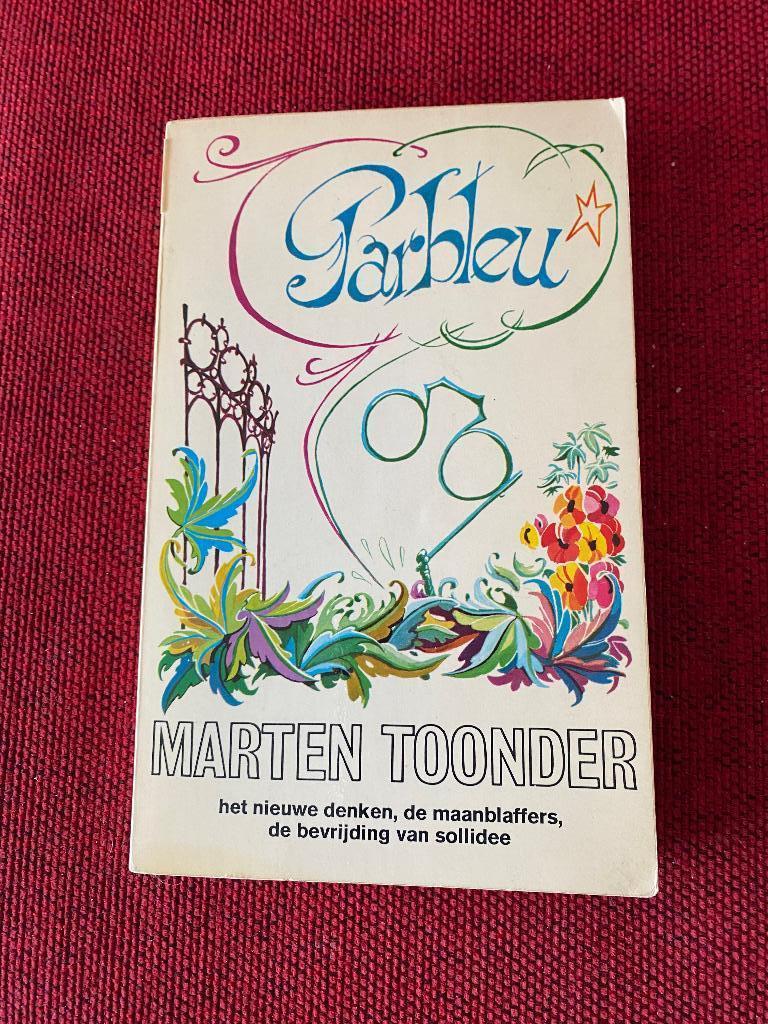 Parbleu
MARTEN TOONDER
het nieuwe denken, de maanblaffers,
de bevrijding van sollidee